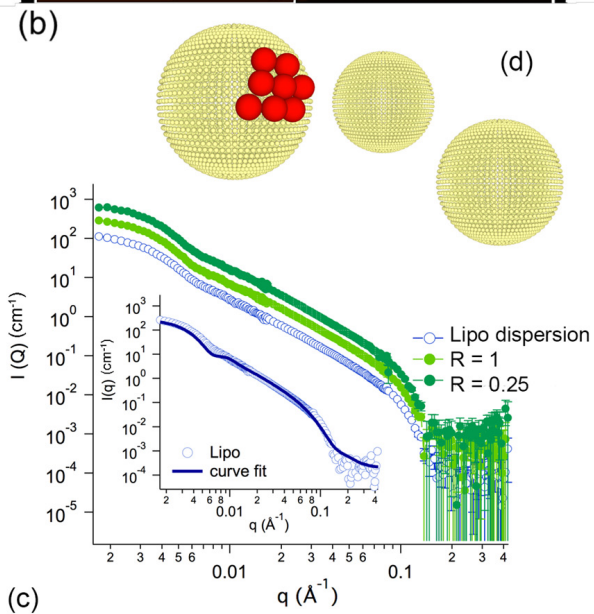 (b)
(d)
10³
10²
10¹
10⁰
10⁻¹
10⁻²
10⁻³
10⁻⁴
10⁻⁵
I (Q) (cm⁻¹)
Lipo dispersion
R = 1
R = 0.25
10³
10²
10¹
10⁰
10⁻¹
10⁻²
10⁻³
10⁻⁴
I(q) (cm⁻¹)
Lipo
curve fit
2 4 6 8 0.01 2 4 6 8 0.1 2 4
q (Å⁻¹)
2 3 4 5 6 0.01 2 3 4 5 6 0.1 2 3 4
q (Å⁻¹)
(c)